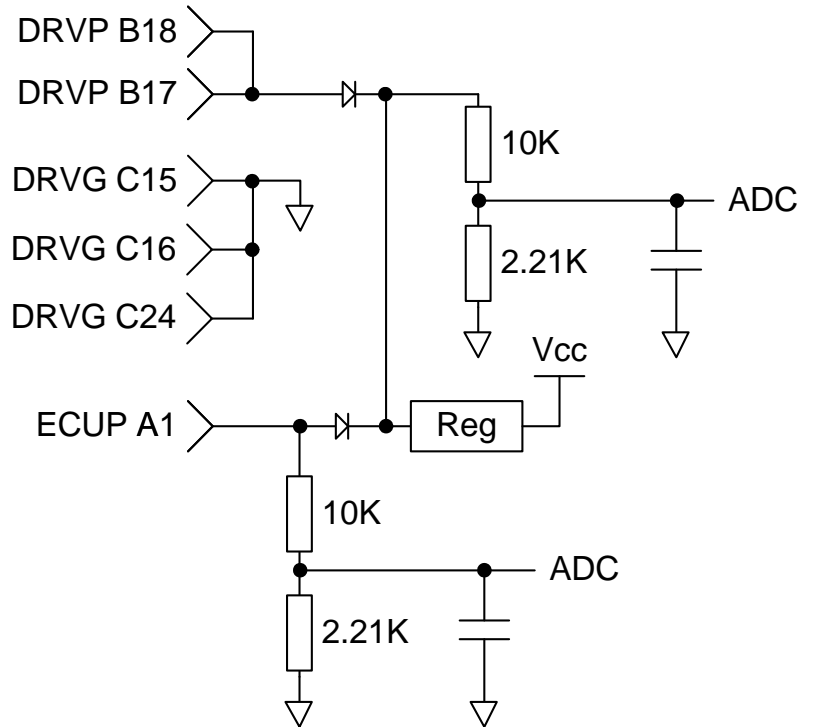 DRVP B18
DRVP B17
10K
DRVG C15
ADC
DRVG C16
2.21K
DRVG C24
Vcc
ECUP A1
Reg
10K
ADC
2.21K